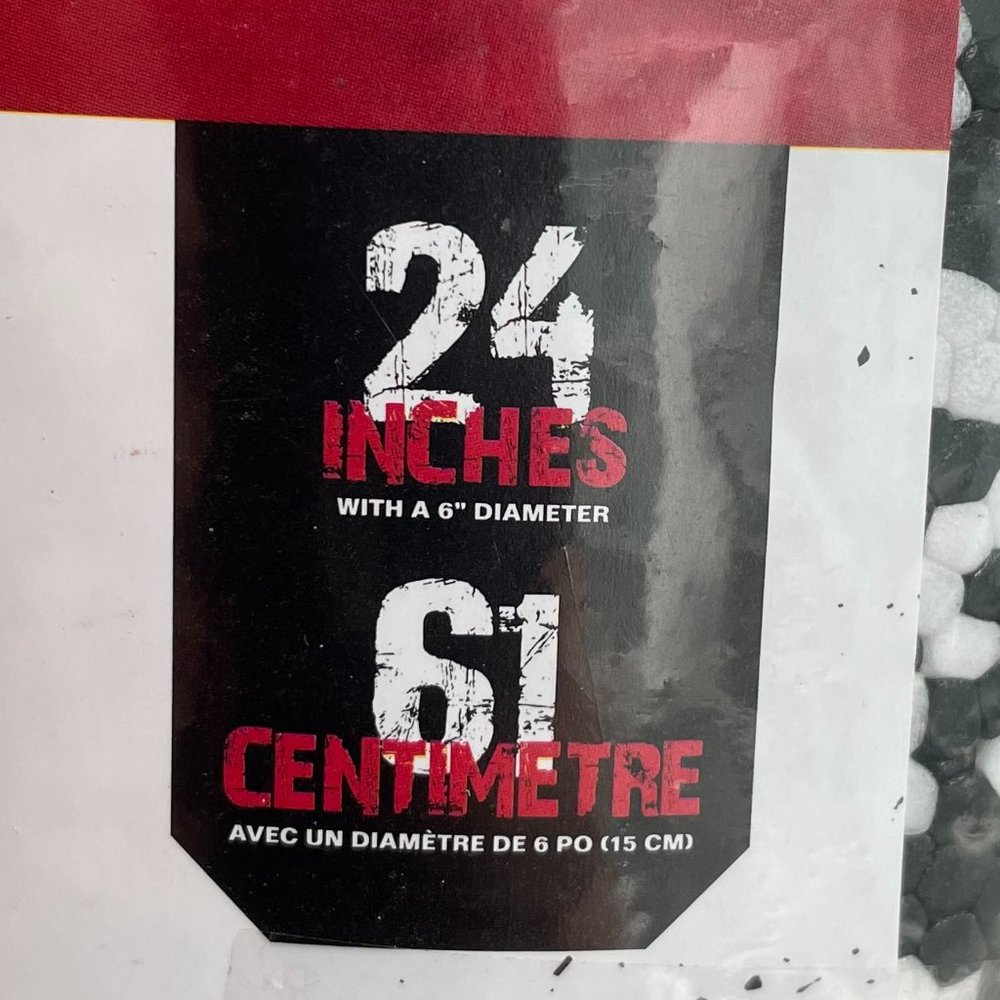 24
INCHES
WITH A 6" DIAMETER
61
CENTIMETRE
AVEC UN DIAMÈTRE DE 6 PO (15 CM)